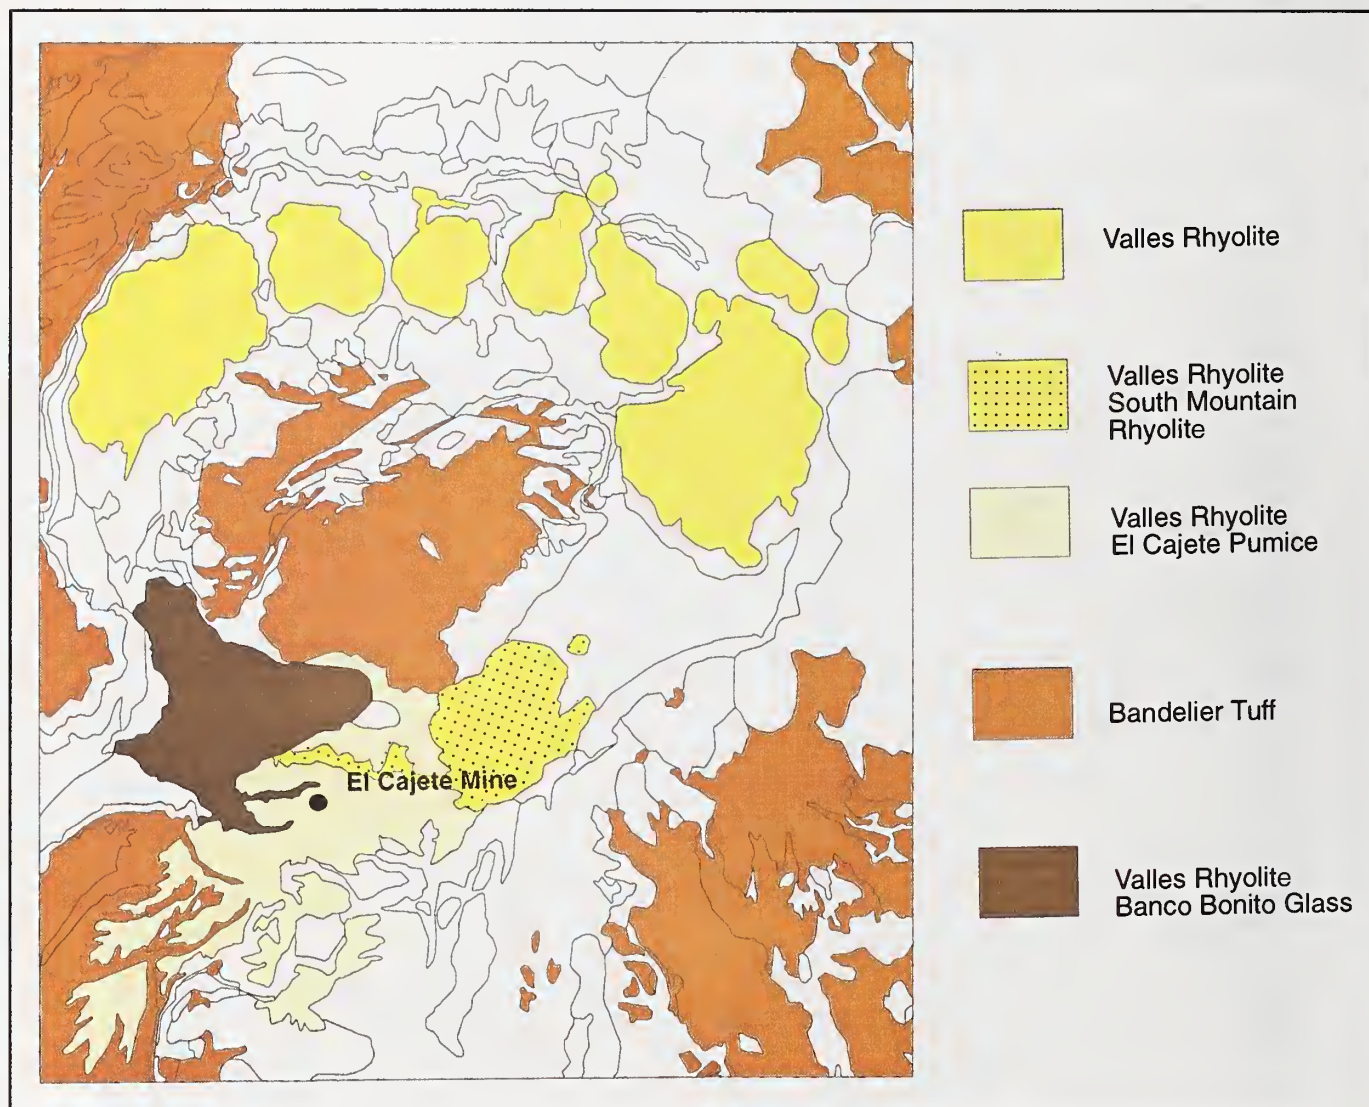 Valles Rhyolite
Valles Rhyolite
South Mountain
Rhyolite
Valles Rhyolite
El Cajete Pumice
El Cajete Mine
Bandelier Tuff
Valles Rhyolite
Banco Bonito Glass